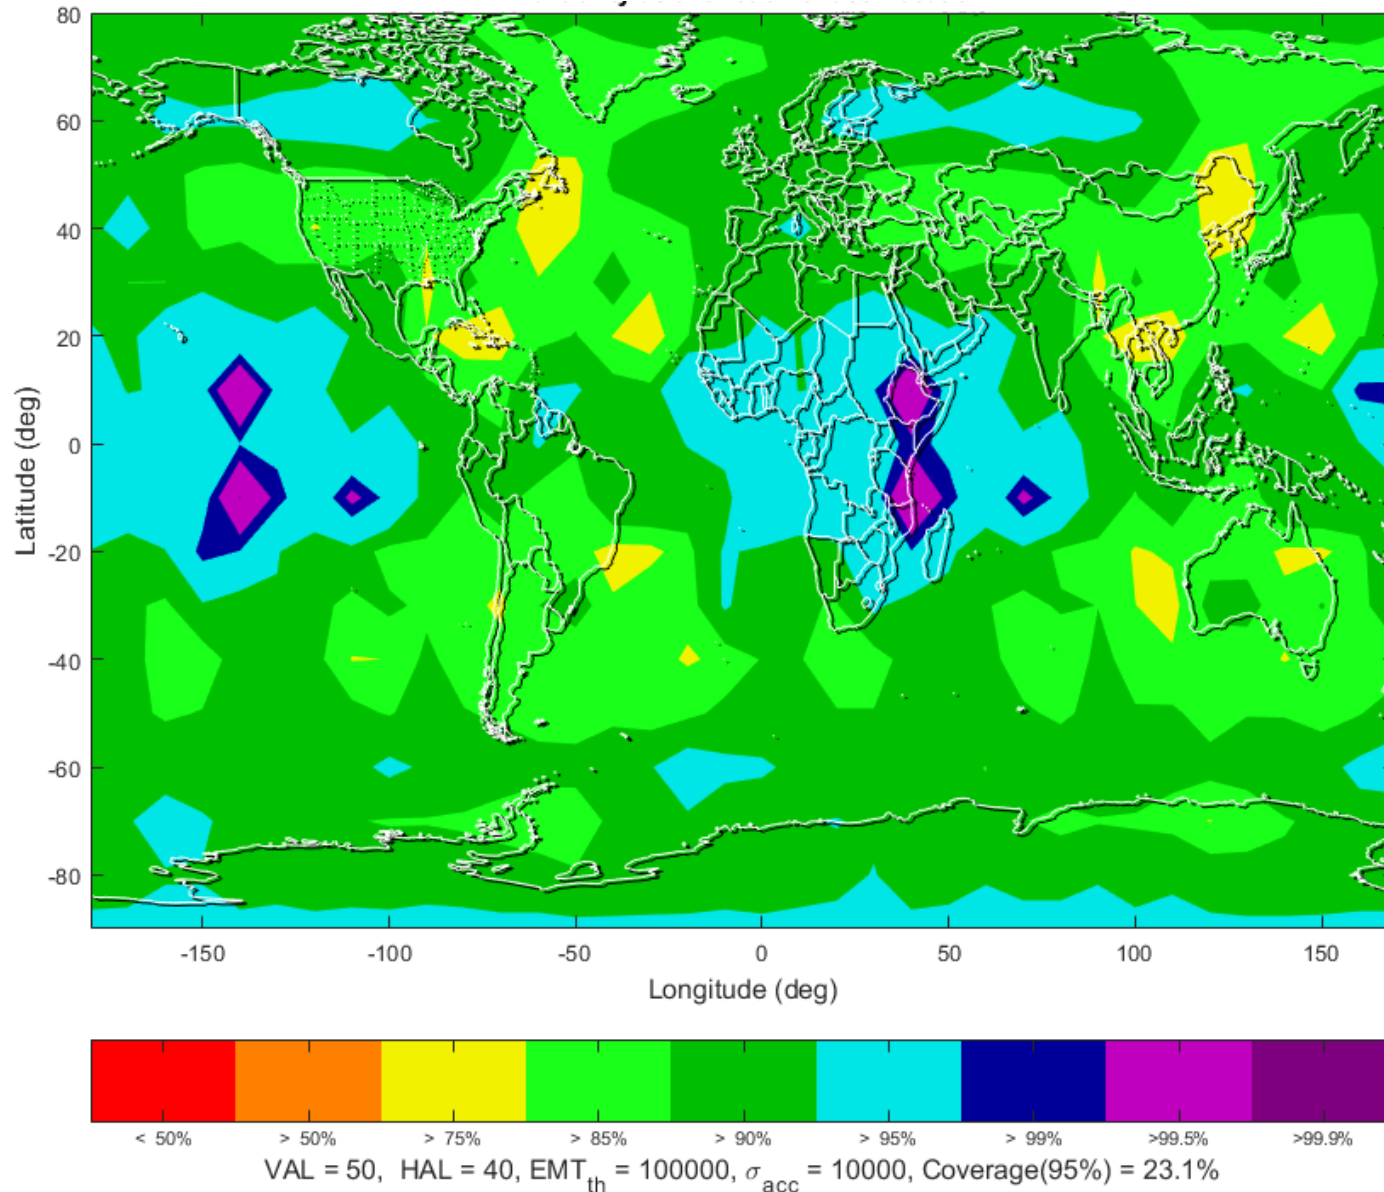 80
60
40
20
0
-20
-40
-60
-80
Latitude (deg)
-150 -100 -50 0 50 100 150
Longitude (deg)
< 50% > 50% > 75% > 85% > 90% > 95% > 99% >99.5% >99.9%
VAL = 50, HAL = 40, EMT_th = 100000, σ_acc = 10000, Coverage(95%) = 23.1%